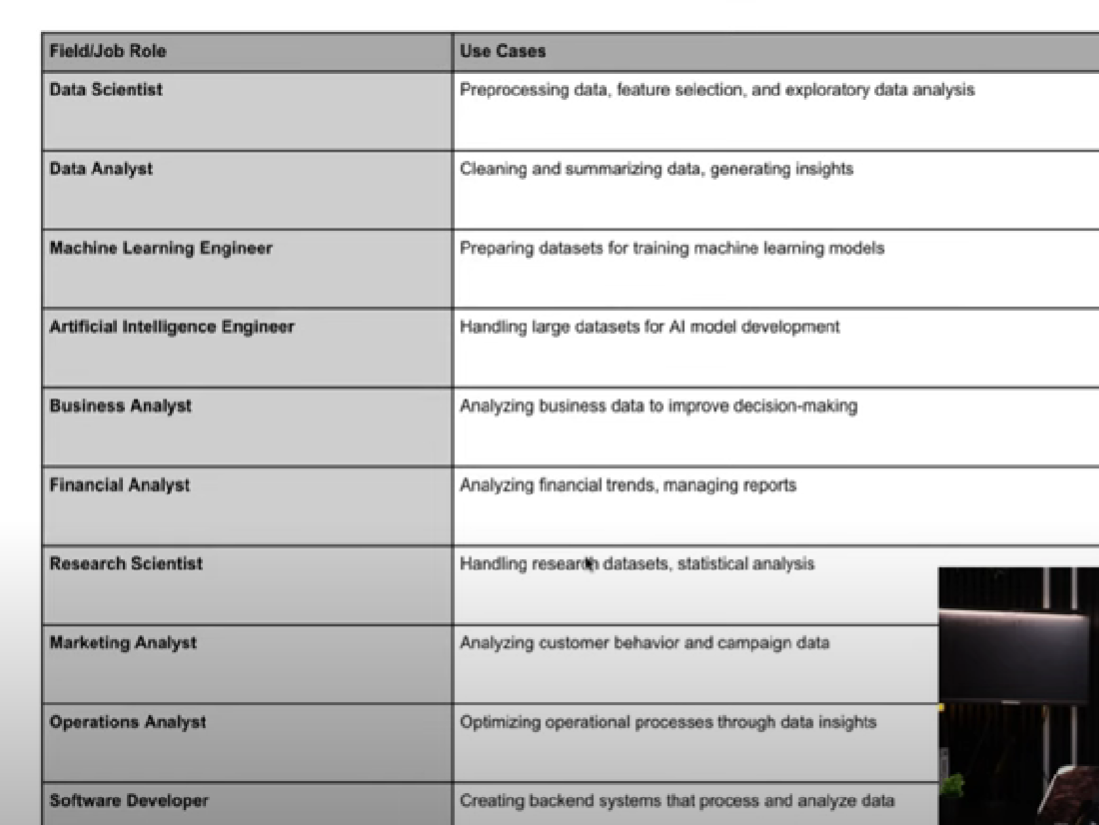 Field/Job Role Use Cases
Data Scientist Preprocessing data, feature selection, and exploratory data analysis
Data Analyst Cleaning and summarizing data, generating insights
Machine Learning Engineer Preparing datasets for training machine learning models
Artificial Intelligence Engineer Handling large datasets for AI model development
Business Analyst Analyzing business data to improve decision-making
Financial Analyst Analyzing financial trends, managing reports
Research Scientist Handling research datasets, statistical analysis
Marketing Analyst Analyzing customer behavior and campaign data
Operations Analyst Optimizing operational processes through data insights
Software Developer Creating backend systems that process and analyze data